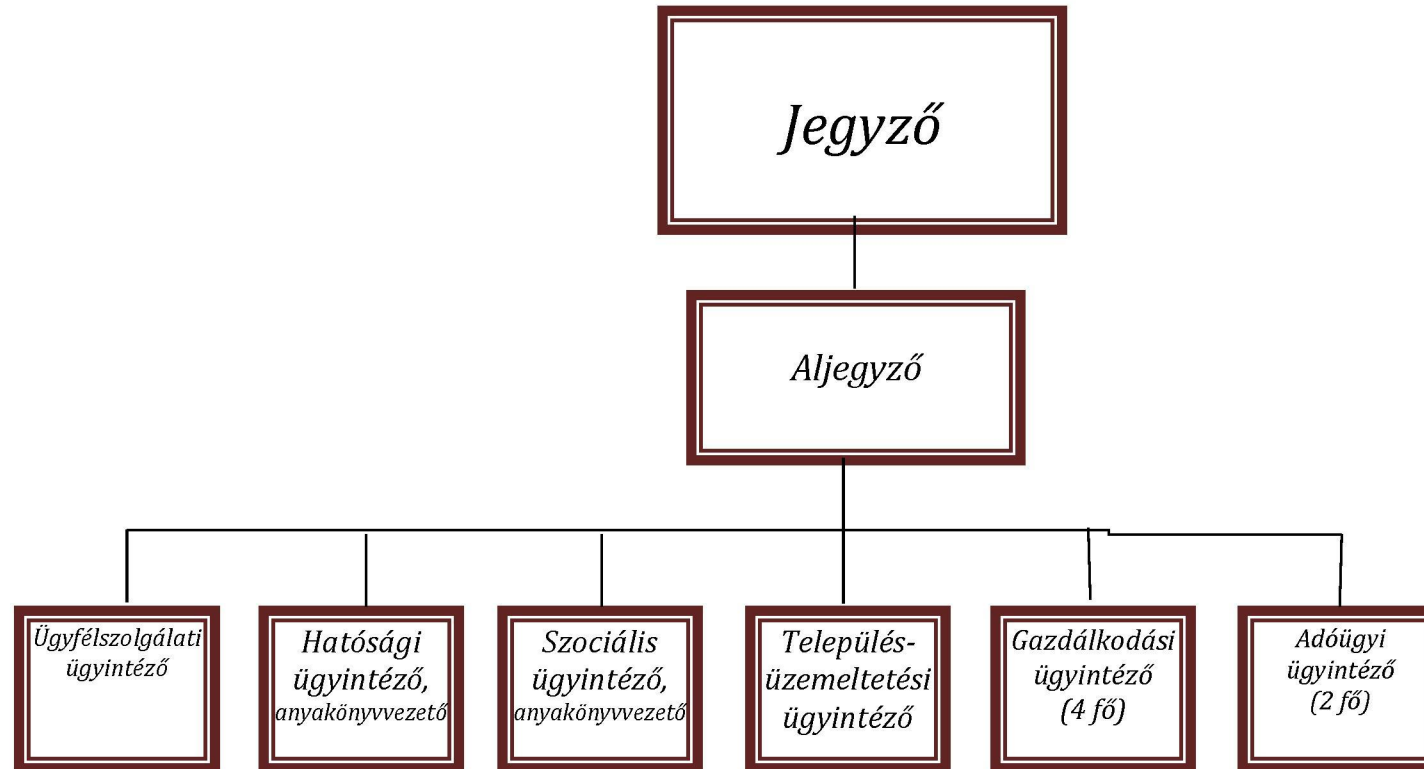 Jegyző
Aljegyző
Ügyfélszolgálati
ügyintéző
Hatósági
ügyintéző,
anyakönyvvezető
Szociális
ügyintéző,
anyakönyvvezető
Település-
üzemeltetési
ügyintéző
Gazdálkodási
ügyintéző
(4 fő)
Adóügyi
ügyintéző
(2 fő)